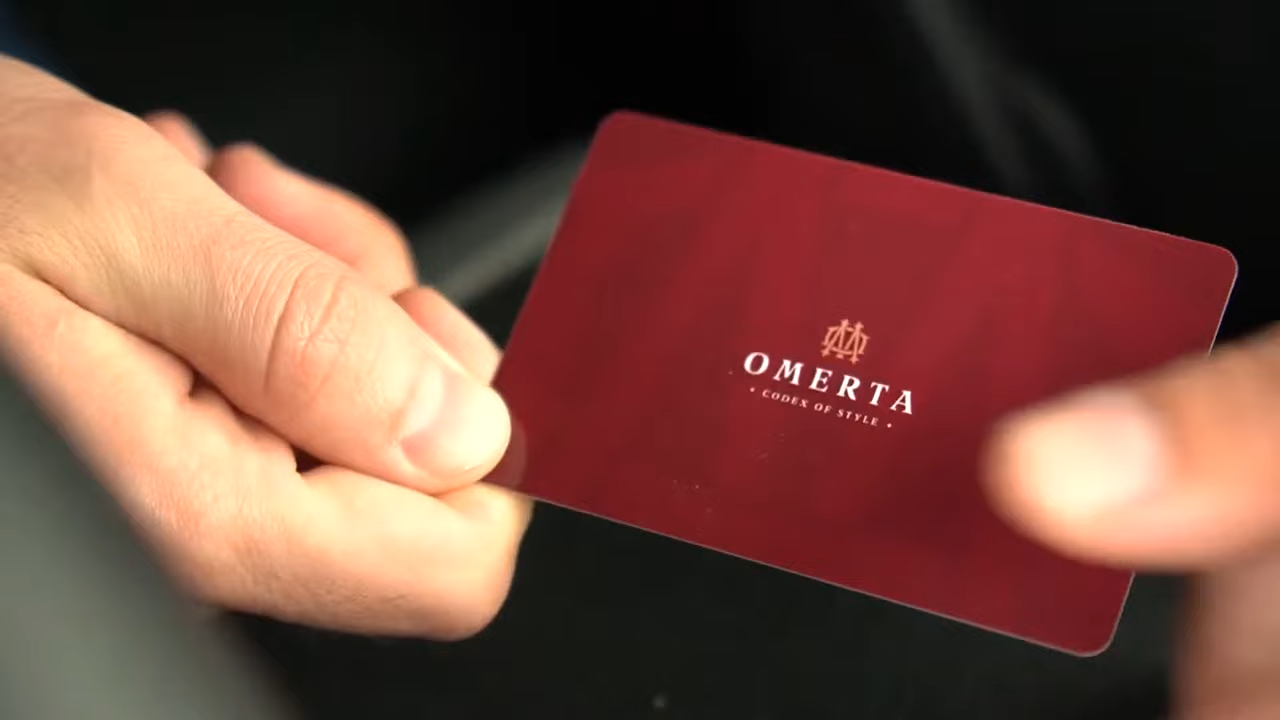 OMERTA
• CODEX OF STYLE •